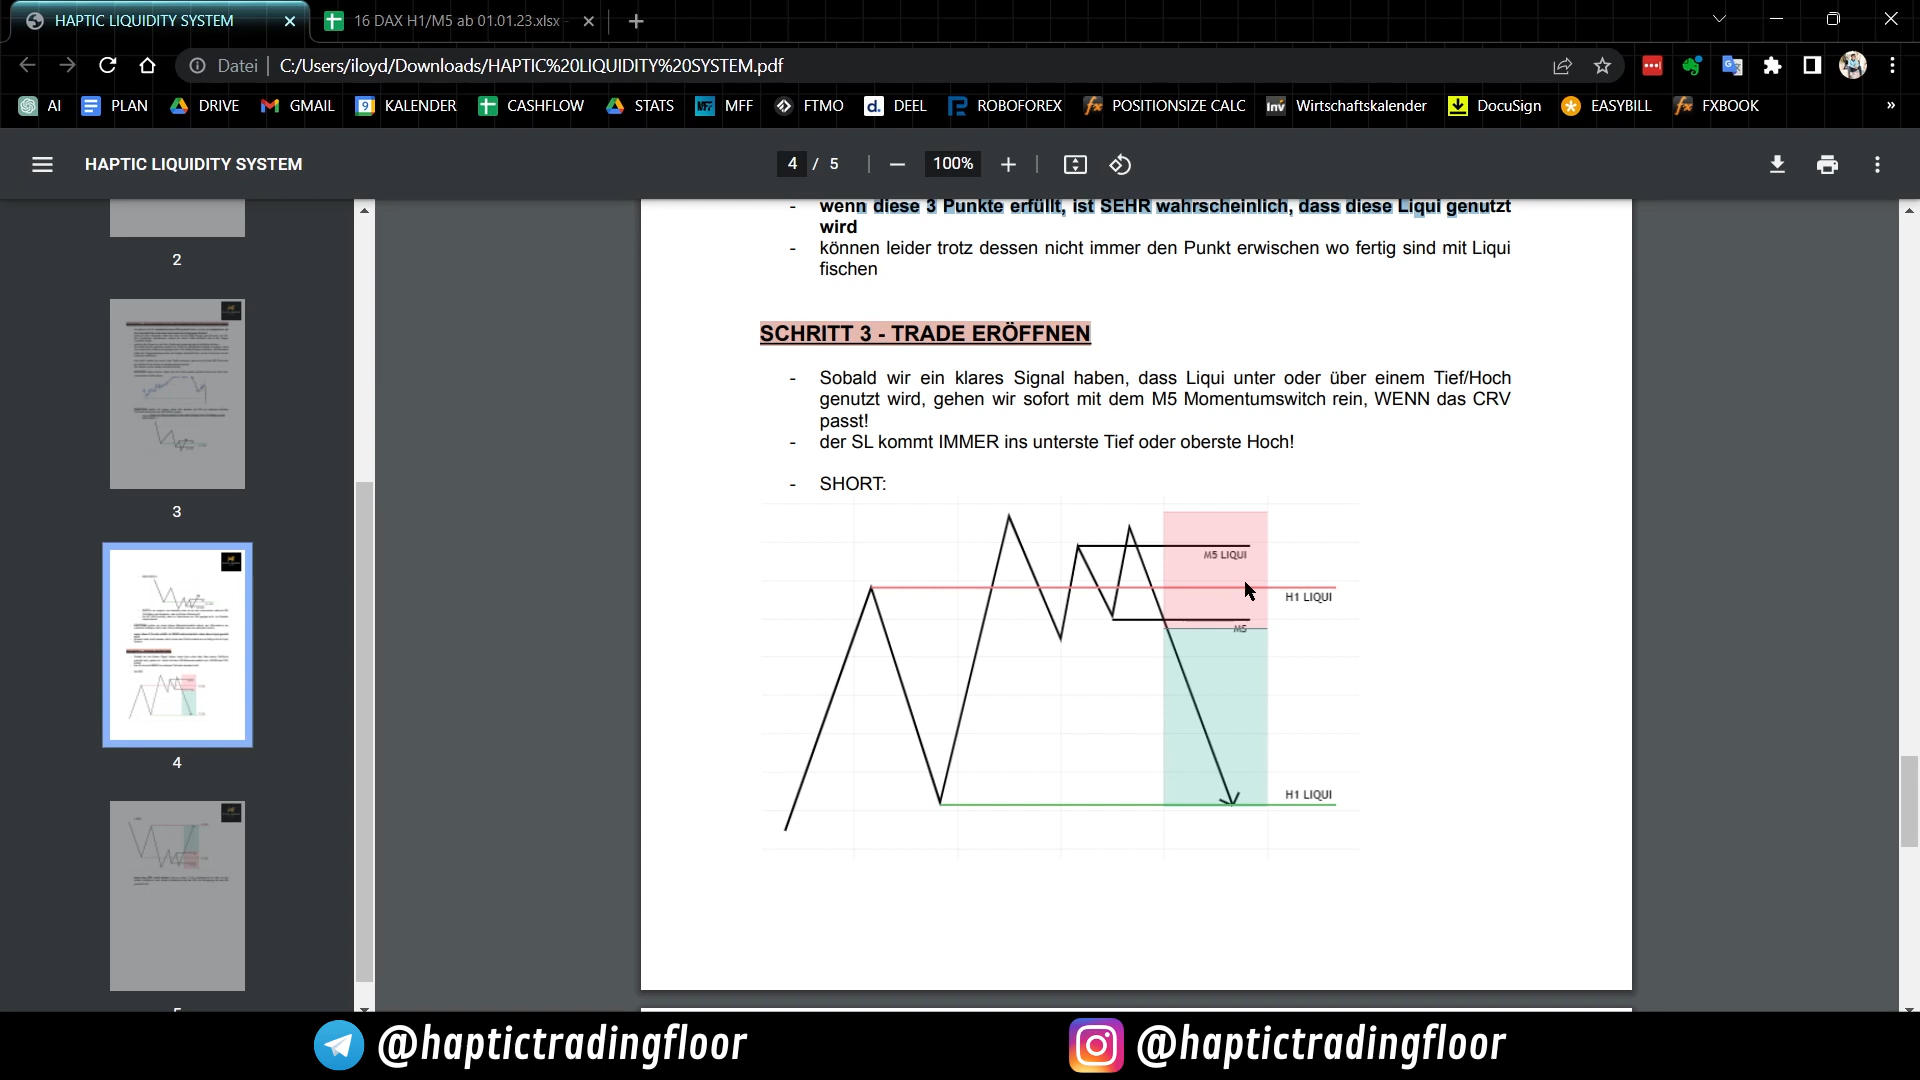 HAPTIC LIQUIDITY SYSTEM
16 DAX H1/M5 ab 01.01.23.xlsx -
Datei C:/Users/iloyd/Downloads/HAPTIC%20LIQUIDITY%20SYSTEM.pdf
AI PLAN DRIVE GMAIL 9 KALENDER CASHFLOW STATS MFF FTMO d. DEEL ROBOFOREX POSITIONSIZE CALC Inv Wirtschaftskalender DocuSign EASYBILL FXBOOK »
HAPTIC LIQUIDITY SYSTEM 4 / 5 100%
2
3
4
- wenn diese 3 Punkte erfüllt, ist SEHR wahrscheinlich, dass diese Liqui genutzt
wird
- können leider trotz dessen nicht immer den Punkt erwischen wo fertig sind mit Liqui
fischen
SCHRITT 3 - TRADE ERÖFFNEN
- Sobald wir ein klares Signal haben, dass Liqui unter oder über einem Tief/Hoch
genutzt wird, gehen wir sofort mit dem M5 Momentumswitch rein, WENN das CRV
passt!
- der SL kommt IMMER ins unterste Tief oder oberste Hoch!
- SHORT:
M5 LIQUI
H1 LIQUI
M5
H1 LIQUI
@haptictradingfloor
@haptictradingfloor